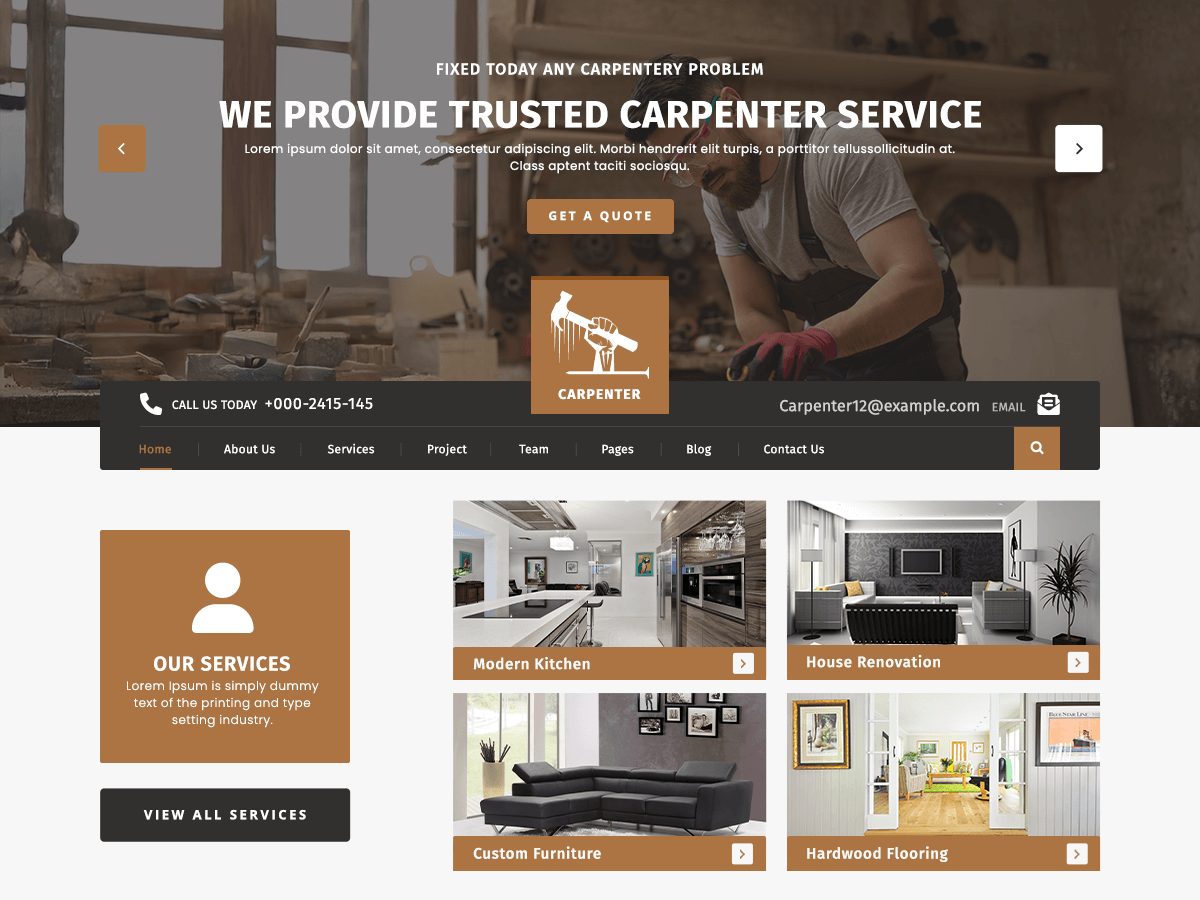 FIXED TODAY ANY CARPENTERY PROBLEM
WE PROVIDE TRUSTED CARPENTER SERVICE
Lorem ipsum dolor sit amet, consectetur adipiscing elit. Morbi hendrerit elit turpis, a porttitor tellussollicitudin at.
Class aptent taciti sociosqu.
GET A QUOTE
CARPENTER
CALL US TODAY +000-2415-145
Carpenter12@example.com EMAIL
Home About Us Services Project Team Pages Blog Contact Us
OUR SERVICES
Lorem Ipsum is simply dummy
text of the printing and type
setting industry.
VIEW ALL SERVICES
Modern Kitchen
House Renovation
BLUE STAR LINE
Custom Furniture
Hardwood Flooring